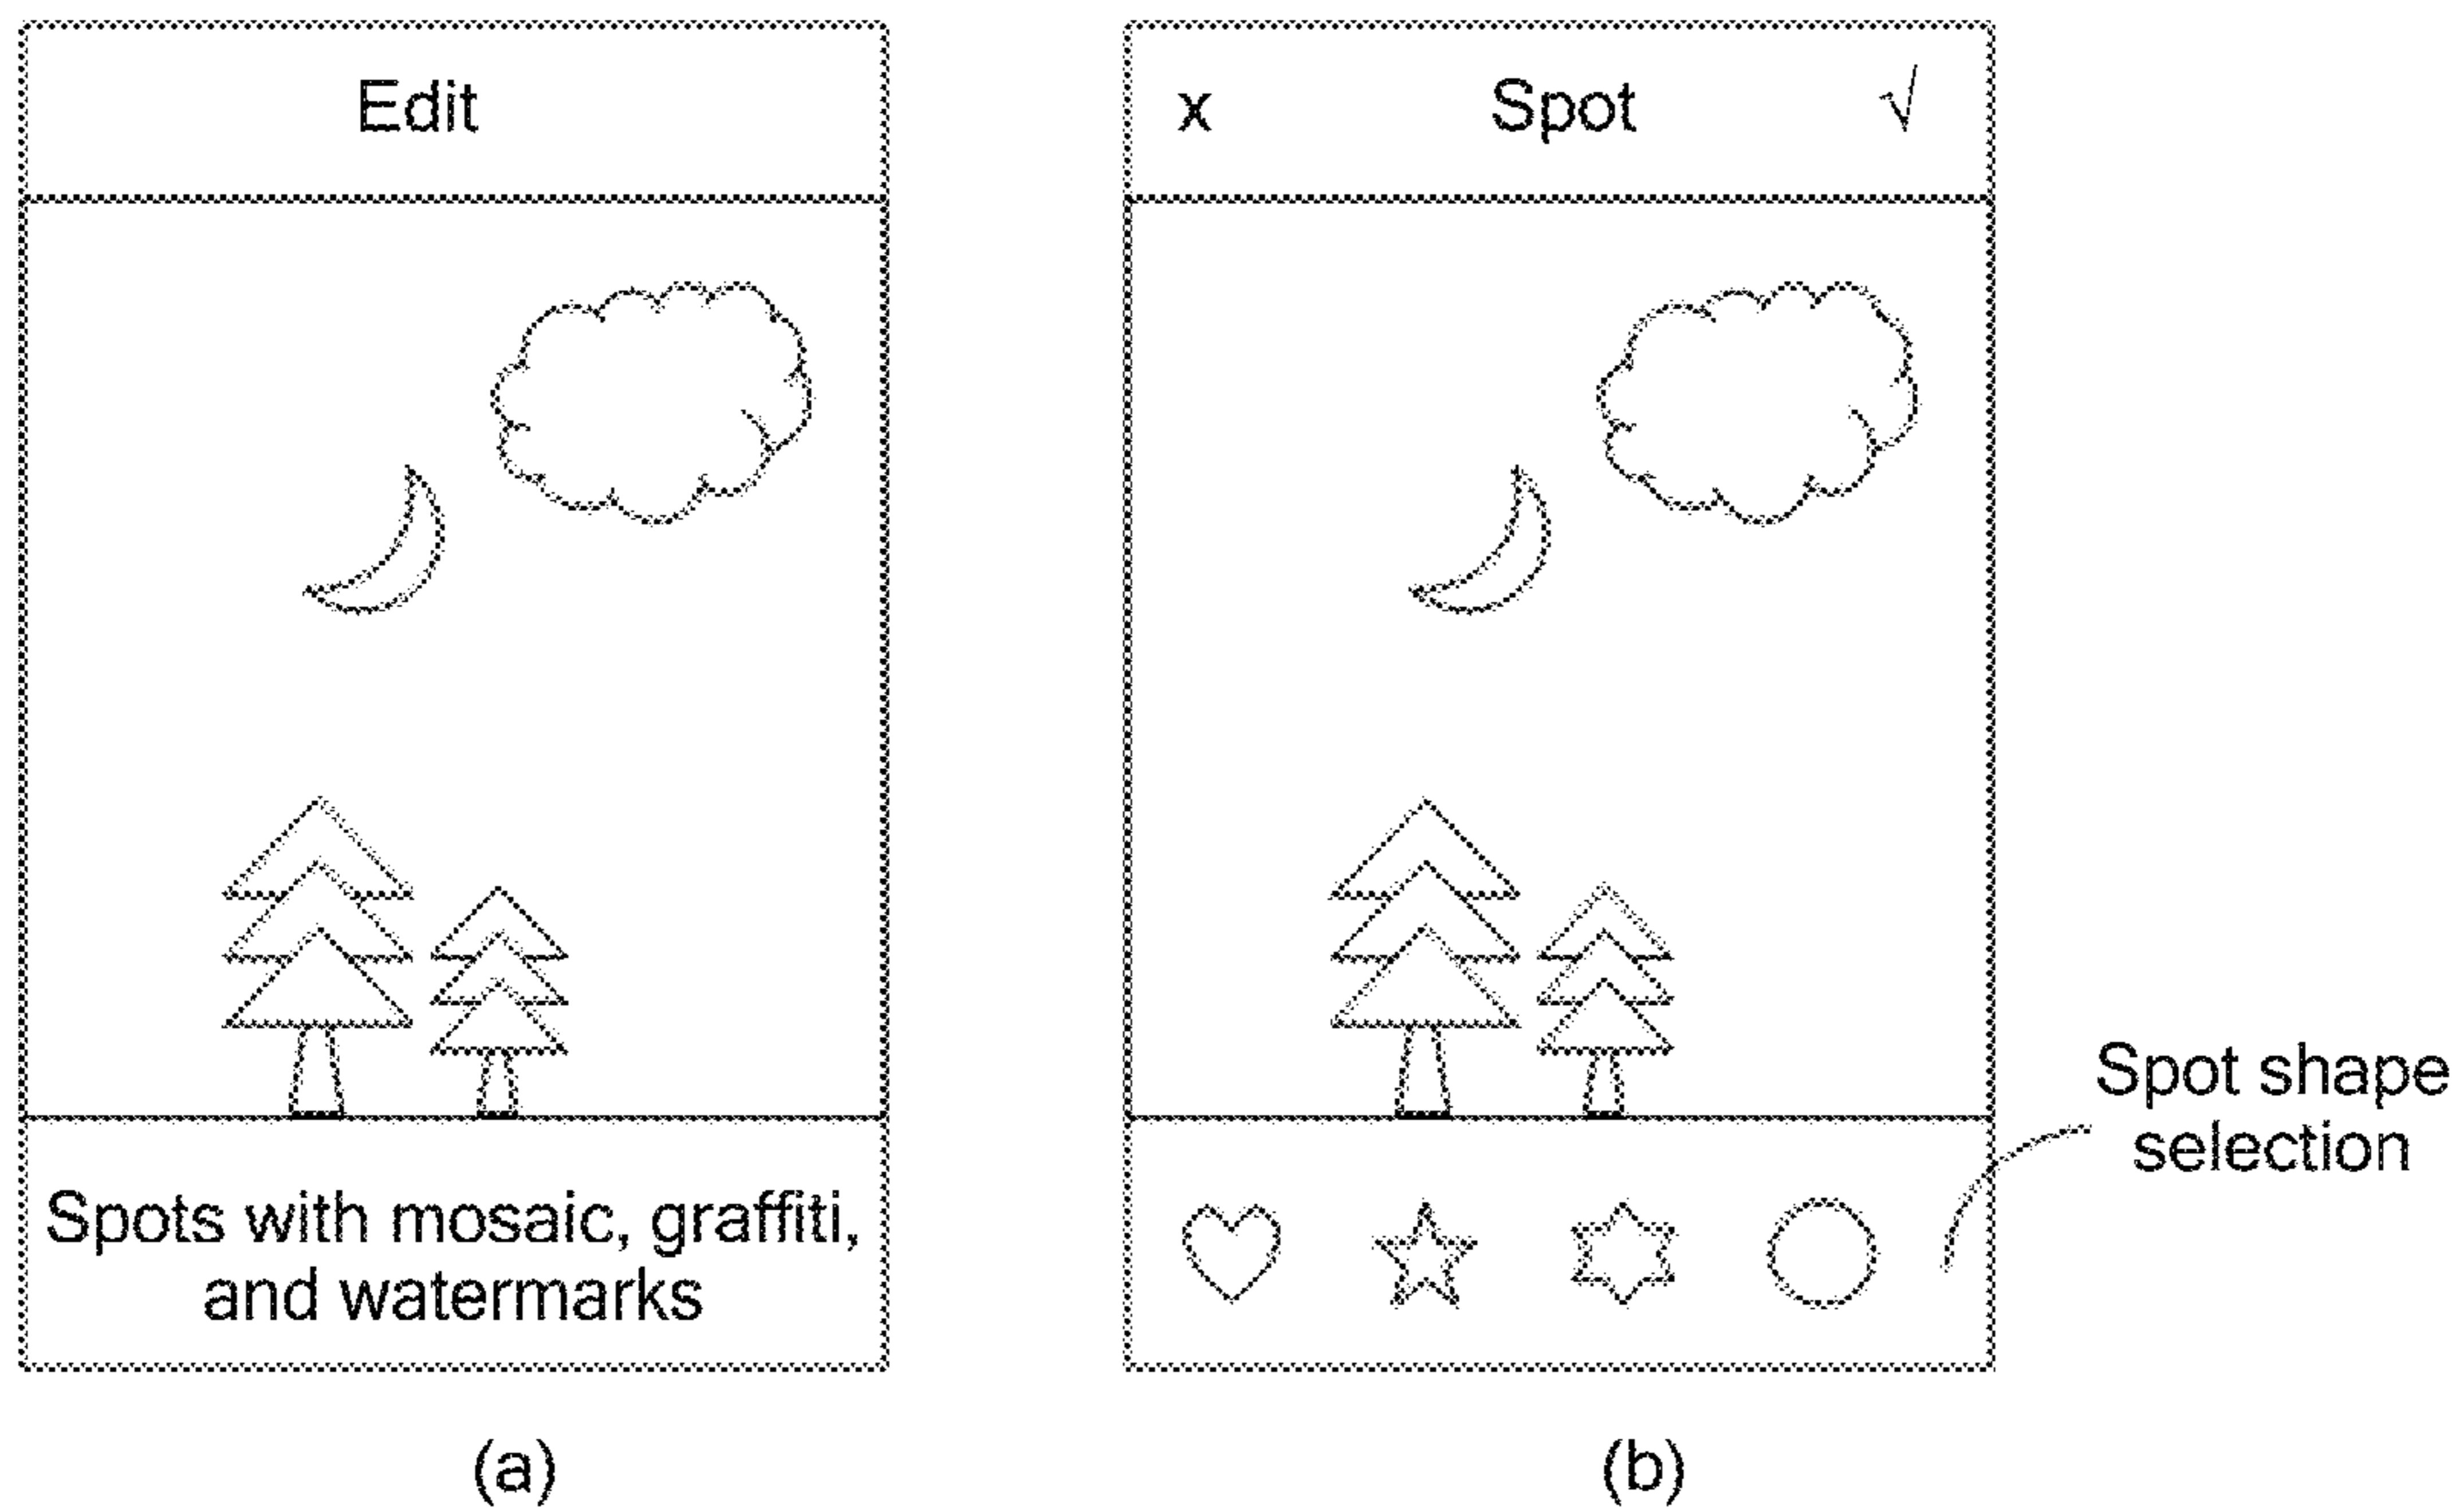 Edit
Spots with mosaic, graffiti,
and watermarks
(a)
x Spot √
Spot shape
selection
(b)